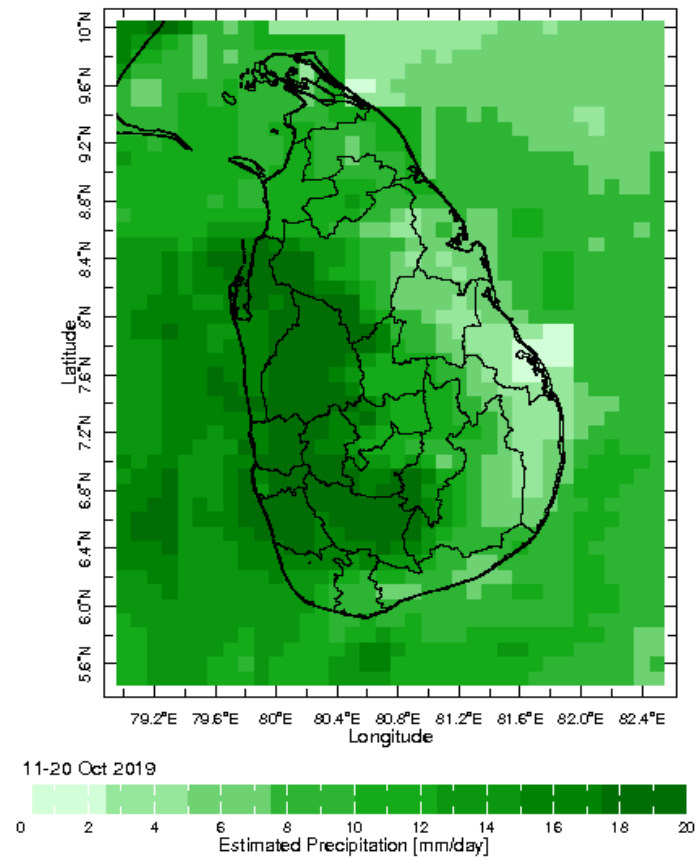 10°N
9.6°N
9.2°N
8.8°N
8.4°N
8°N
7.6°N
7.2°N
6.8°N
6.4°N
6.0°N
5.6°N
Latitude
79.2°E 79.6°E 80°E 80.4°E 80.8°E 81.2°E 81.6°E 82.0°E 82.4°E
Longitude
11-20 Oct 2019
0 2 4 6 8 10 12 14 16 18 20
Estimated Precipitation [mm/day]